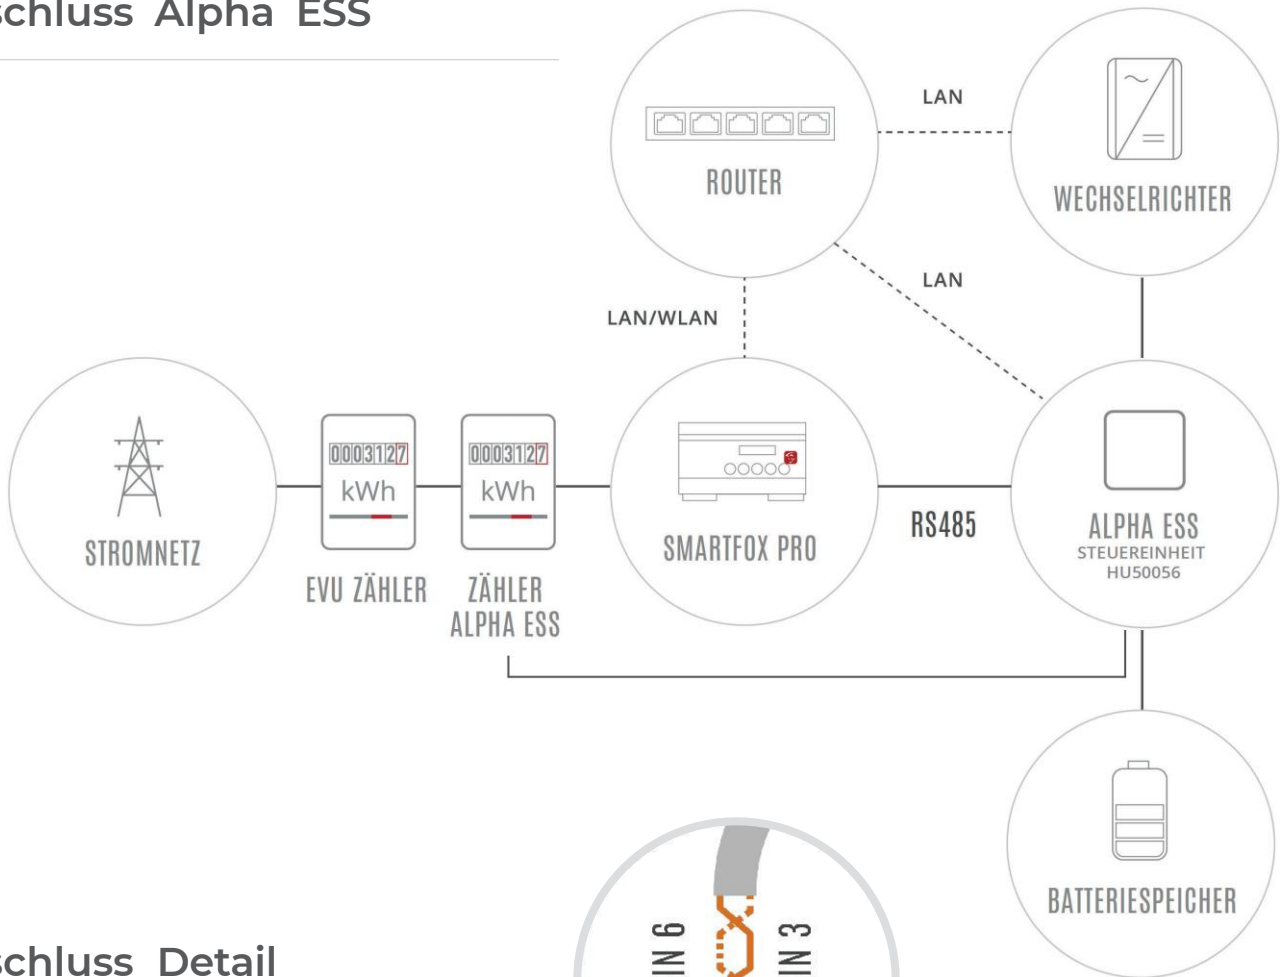 schluss Alpha ESS
LAN
ROUTER
WECHSELRICHTER
LAN
LAN/WLAN
0003127
kWh
0003127
kWh
STROMNETZ
EVU ZÄHLER
ZÄHLER
ALPHA ESS
SMARTFOX PRO
RS485
ALPHA ESS
STEUEREINHEIT
HU50056
BATTERIESPEICHER
IN 6
IN 3
schluss Detail